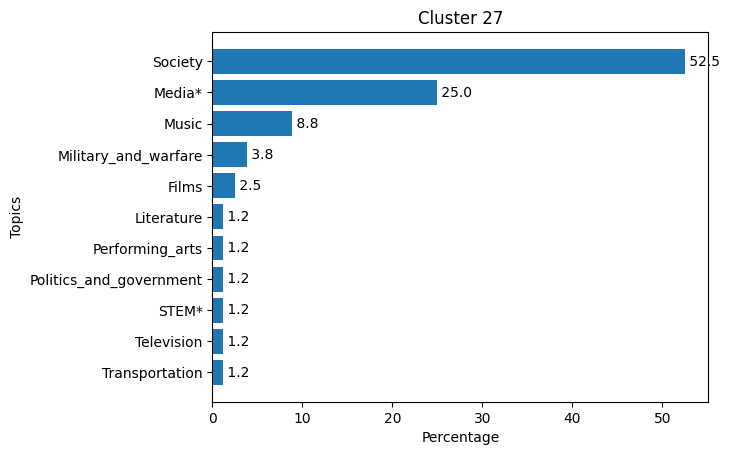 Cluster 27
Society 52.5
Media* 25.0
Music 8.8
Military_and_warfare 3.8
Films 2.5
Literature 1.2
Performing_arts 1.2
Politics_and_government 1.2
STEM* 1.2
Television 1.2
Transportation 1.2
Topics
0 10 20 30 40 50
Percentage